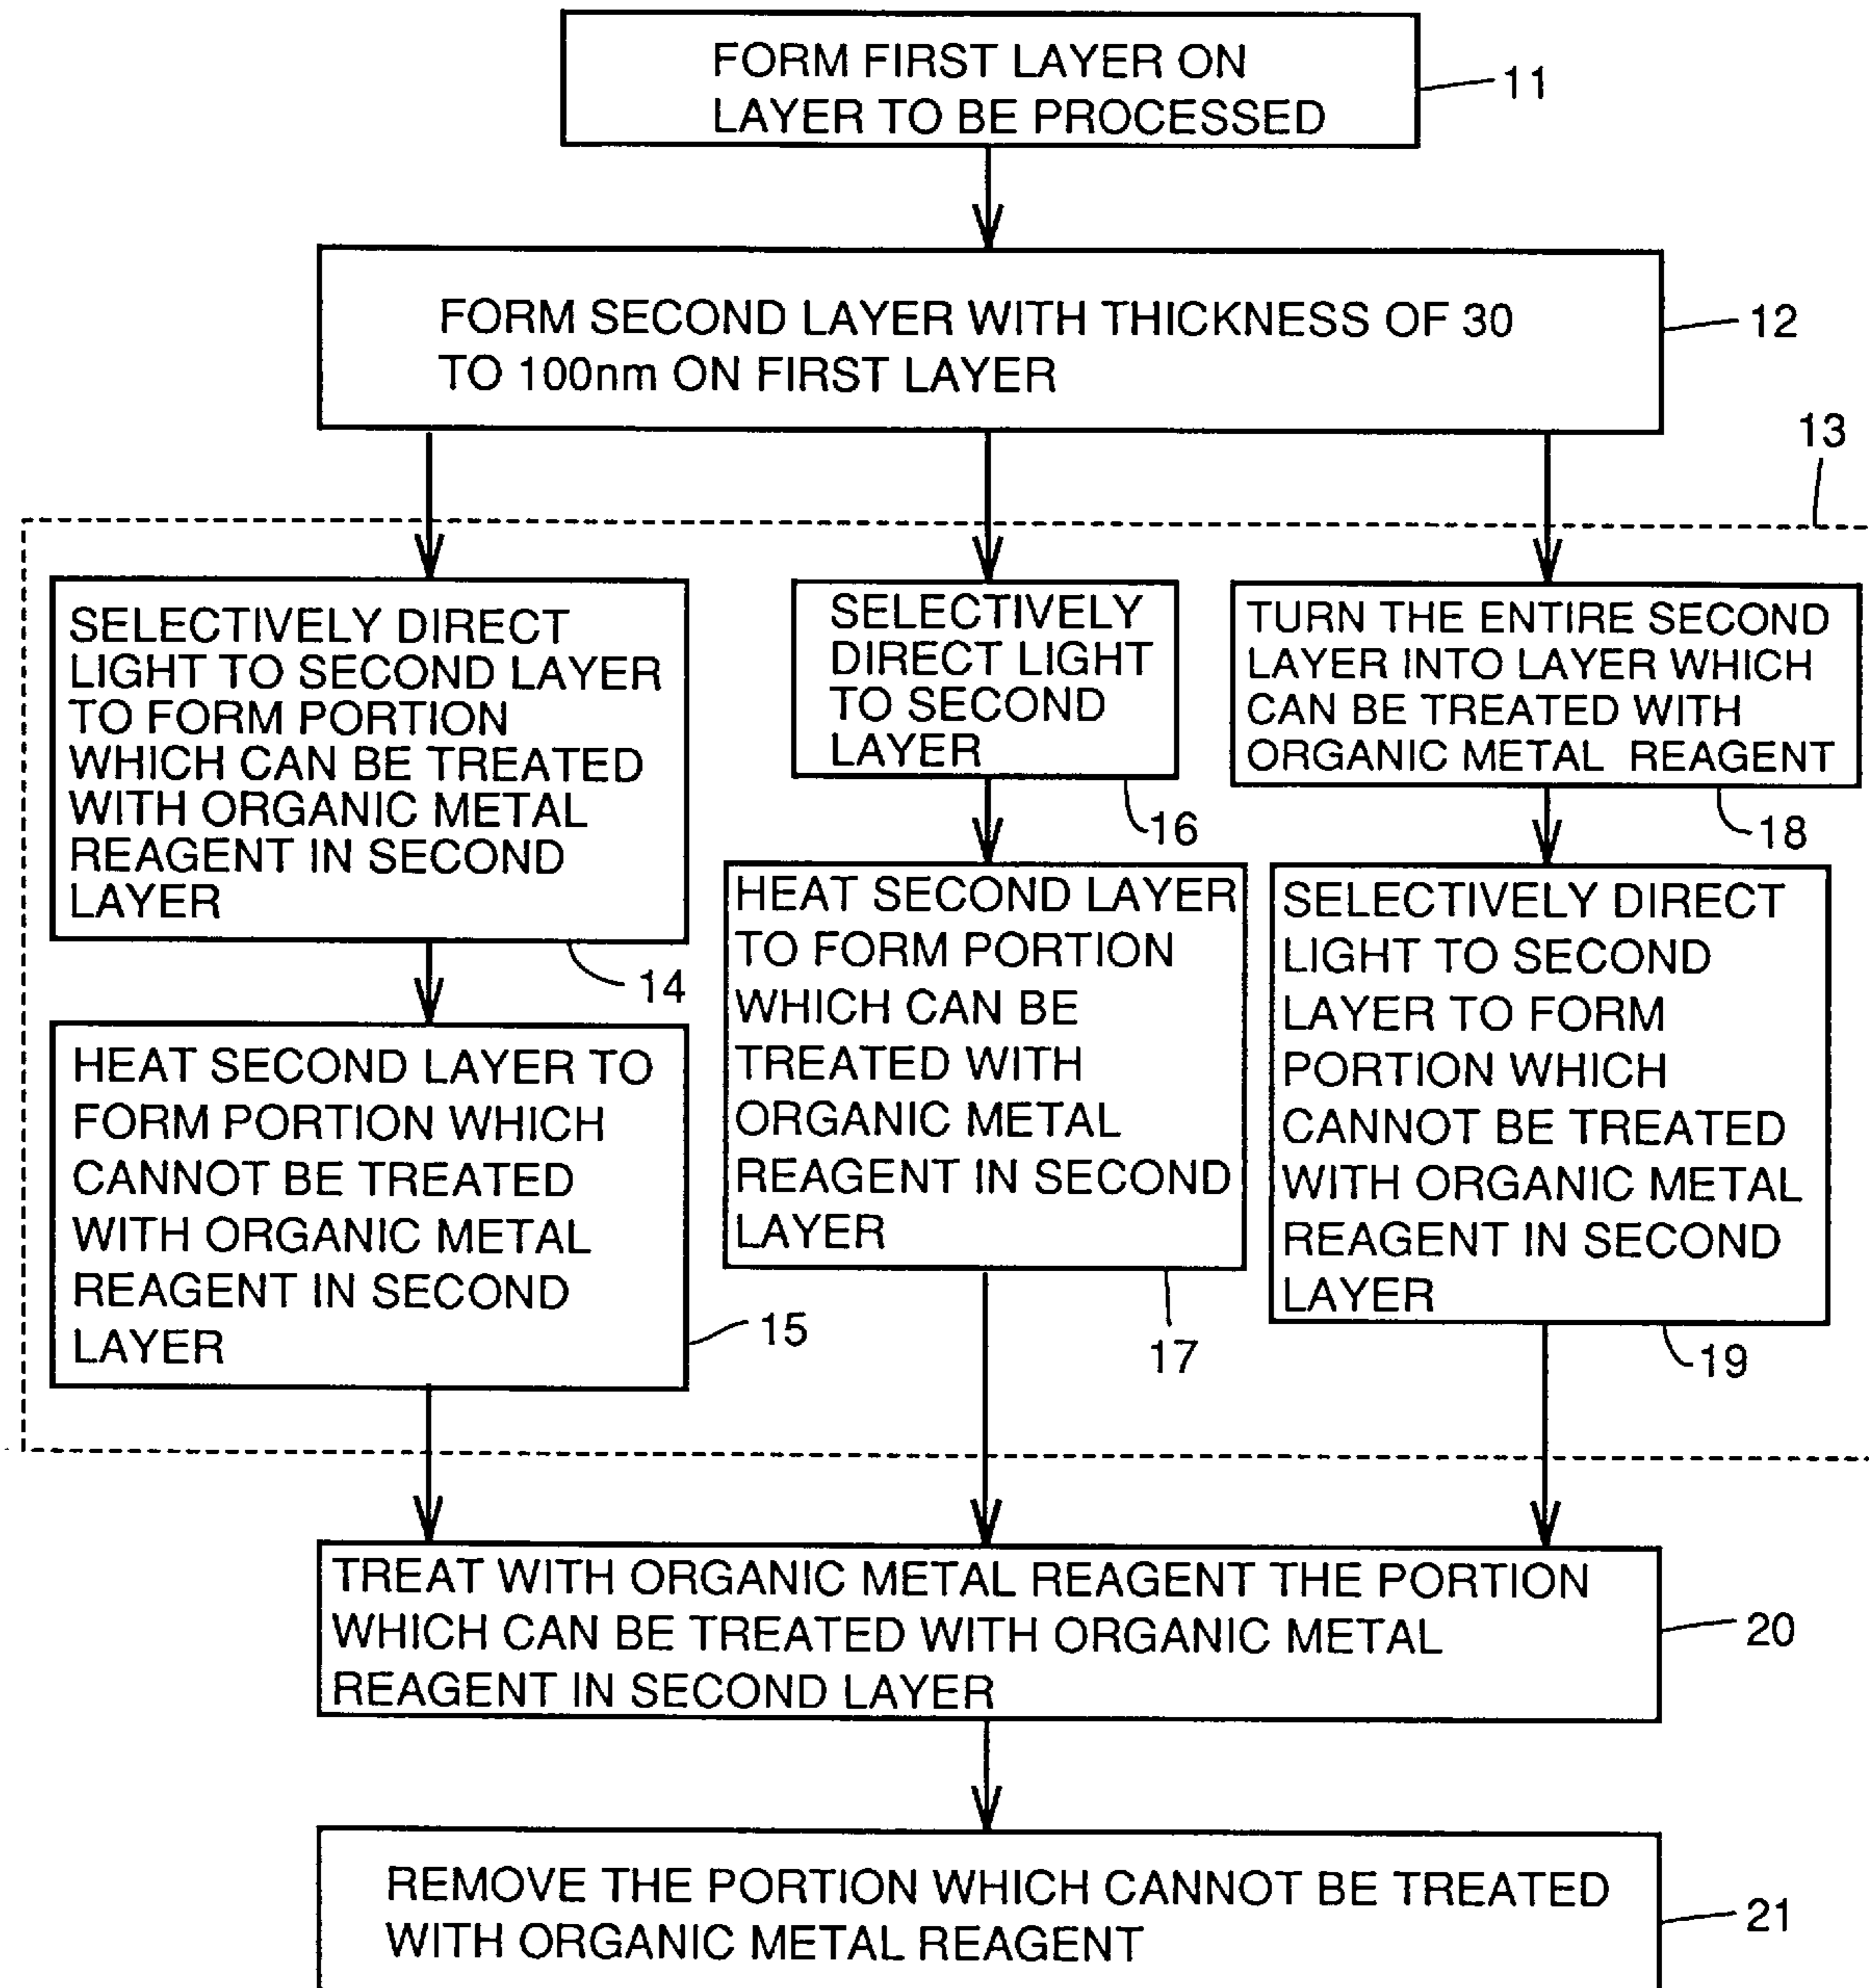 FORM FIRST LAYER ON
LAYER TO BE PROCESSED
11
FORM SECOND LAYER WITH THICKNESS OF 30
TO 100nm ON FIRST LAYER
12
13
SELECTIVELY DIRECT
LIGHT TO SECOND LAYER
TO FORM PORTION
WHICH CAN BE TREATED
WITH ORGANIC METAL
REAGENT IN SECOND
LAYER
14
HEAT SECOND LAYER TO
FORM PORTION WHICH
CANNOT BE TREATED
WITH ORGANIC METAL
REAGENT IN SECOND
LAYER
15
SELECTIVELY
DIRECT LIGHT
TO SECOND
LAYER
16
HEAT SECOND LAYER
TO FORM PORTION
WHICH CAN BE
TREATED WITH
ORGANIC METAL
REAGENT IN SECOND
LAYER
17
TURN THE ENTIRE SECOND
LAYER INTO LAYER WHICH
CAN BE TREATED WITH
ORGANIC METAL REAGENT
18
SELECTIVELY DIRECT
LIGHT TO SECOND
LAYER TO FORM
PORTION WHICH
CANNOT BE TREATED
WITH ORGANIC METAL
REAGENT IN SECOND
LAYER
19
TREAT WITH ORGANIC METAL REAGENT THE PORTION
WHICH CAN BE TREATED WITH ORGANIC METAL
REAGENT IN SECOND LAYER
20
REMOVE THE PORTION WHICH CANNOT BE TREATED
WITH ORGANIC METAL REAGENT
21